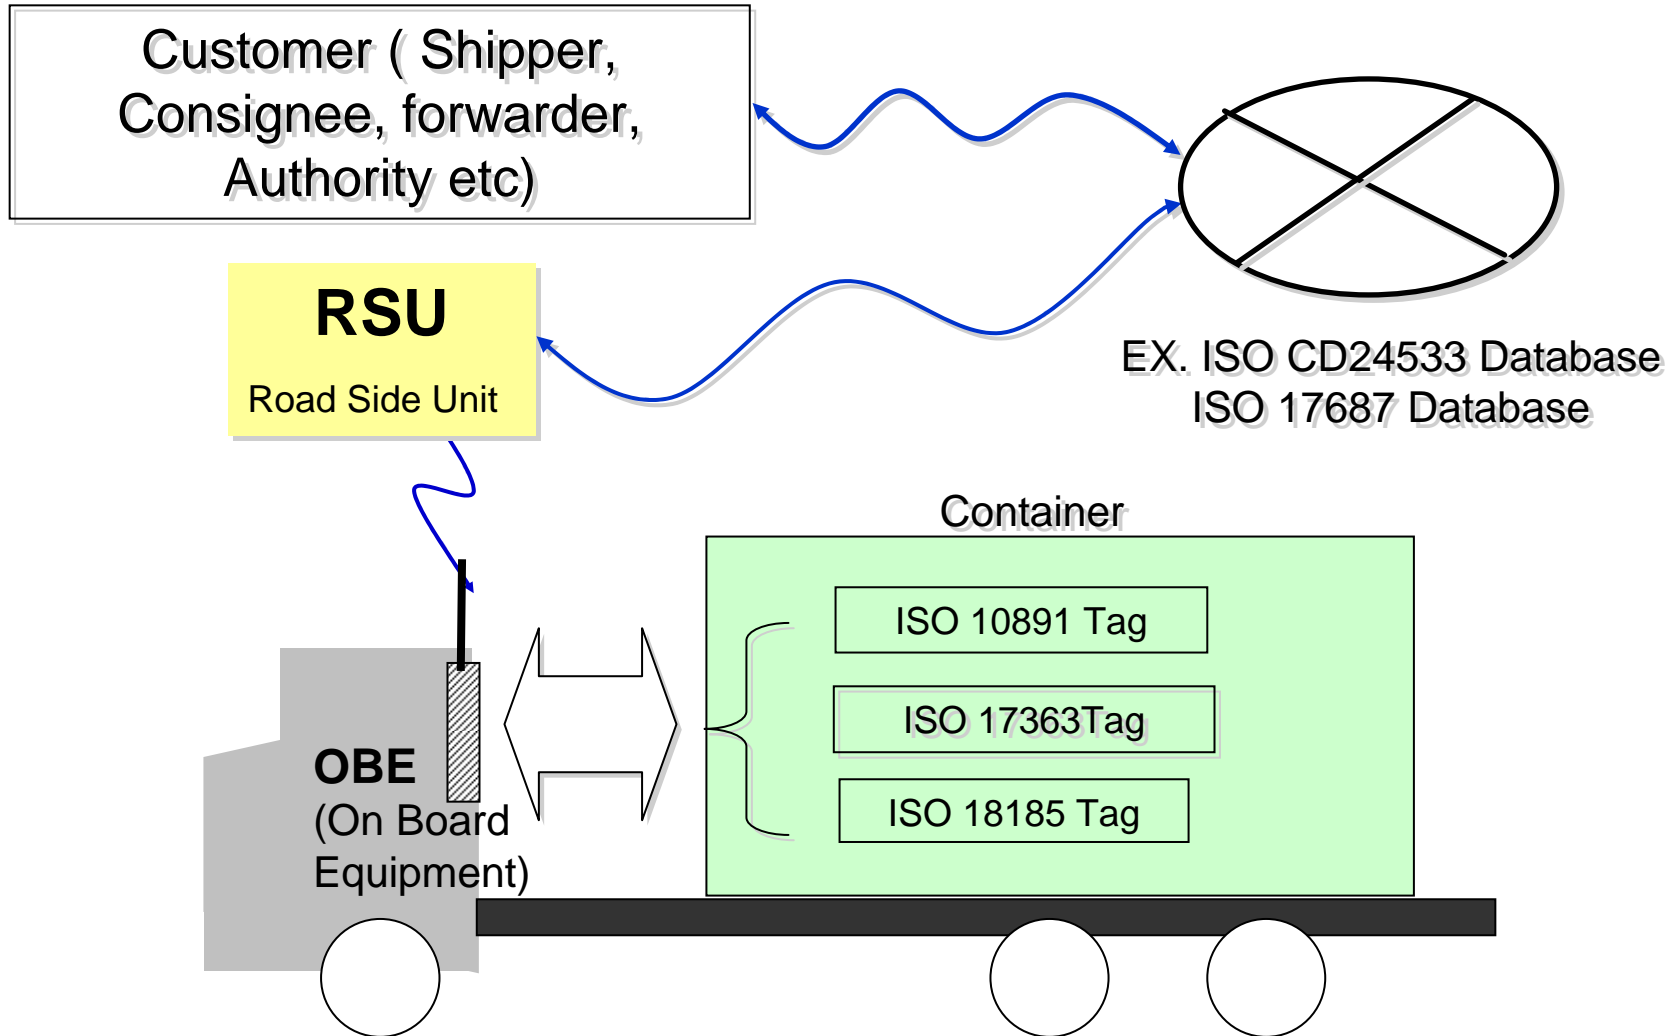 Customer ( Shipper,
Consignee, forwarder,
Authority etc)
RSU
Road Side Unit
EX. ISO CD24533 Database
ISO 17687 Database
Container
ISO 10891 Tag
ISO 17363Tag
ISO 18185 Tag
OBE
(On Board
Equipment)